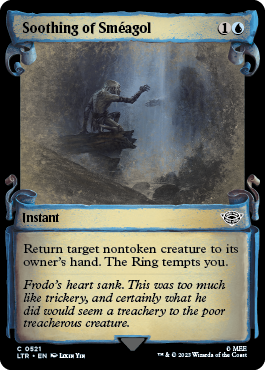 Soothing of Sméagol 1
Instant
Return target nontoken creature to its
owner's hand. The Ring tempts you.
Frodo's heart sank. This was too much
like trickery, and certainly what he
did would seem a treachery to the poor
treacherous creature.
C 0521
LTR • EN Lixin Yin
© MEE
™ & © 2023 Wizards of the Coast